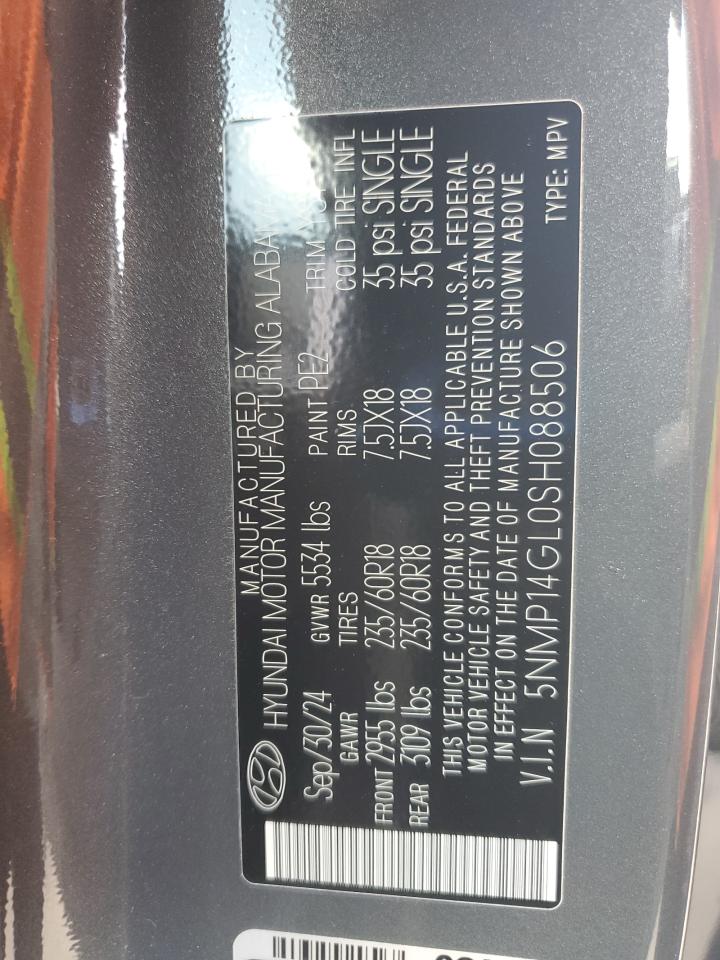 MANUFACTURED BY
HYUNDAI MOTOR MANUFACTURING
Sep/30/24 GVWR 5534 lbs PAINT PE2 TRIM
GAWR TIRES RIMS COLD TIRE INFL
FRONT 2955 lbs 235/60R18 7.5JX18 35 psi SINGLE
REAR 3109 lbs 235/60R18 7.5JX18 35 psi SINGLE
THIS VEHICLE CONFORMS TO ALL APPLICABLE U.S.A. FEDERAL
MOTOR VEHICLE SAFETY AND THEFT PREVENTION STANDARDS
IN EFFECT ON THE DATE OF MANUFACTURE SHOWN ABOVE
V.I.N 5NMP14GL0SH088506 TYPE: MPV